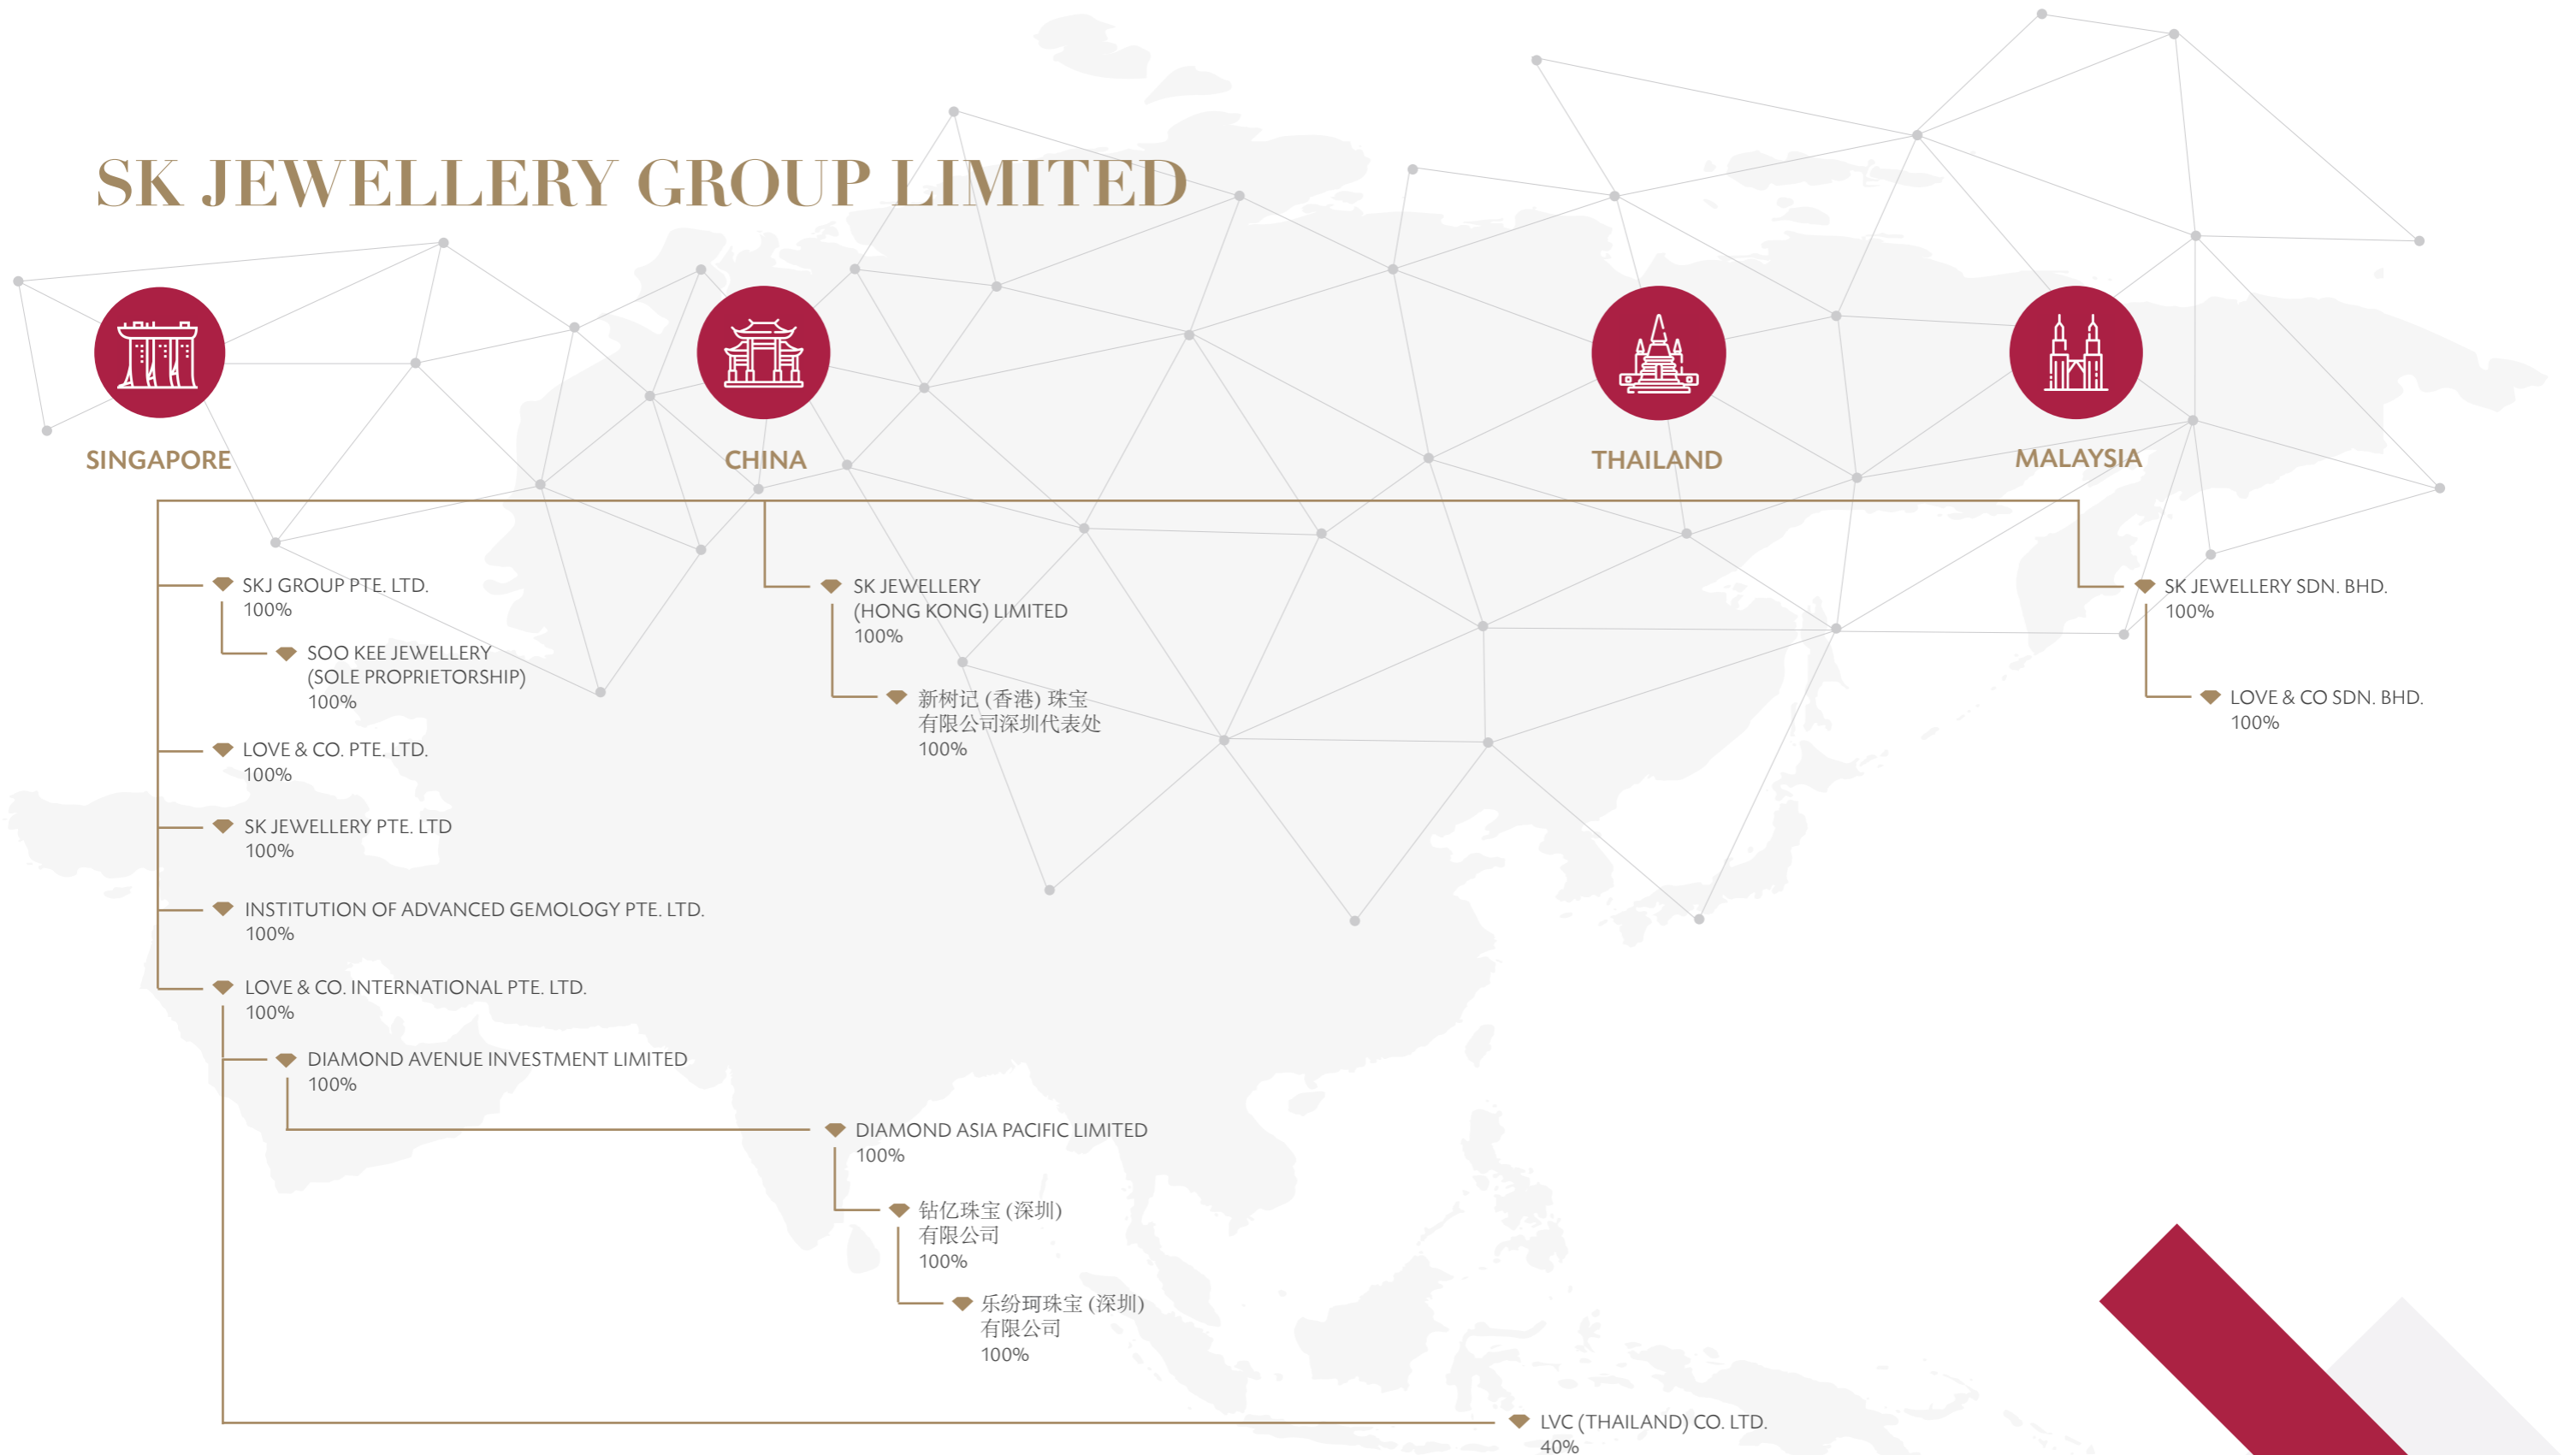 SK JEWELLERY GROUP LIMITED
SINGAPORE
CHINA
THAILAND
MALAYSIA
SKJ GROUP PTE. LTD.
100%
SOO KEE JEWELLERY
(SOLE PROPRIETORSHIP)
100%
LOVE & CO. PTE. LTD.
100%
SK JEWELLERY PTE. LTD
100%
INSTITUTION OF ADVANCED GEMOLOGY PTE. LTD.
100%
LOVE & CO. INTERNATIONAL PTE. LTD.
100%
DIAMOND AVENUE INVESTMENT LIMITED
100%
SK JEWELLERY
(HONG KONG) LIMITED
100%
新树记 (香港) 珠宝
有限公司深圳代表处
100%
DIAMOND ASIA PACIFIC LIMITED
100%
钻亿珠宝 (深圳)
有限公司
100%
乐纷珂珠宝 (深圳)
有限公司
100%
LVC (THAILAND) CO. LTD.
40%
SK JEWELLERY SDN. BHD.
100%
LOVE & CO SDN. BHD.
100%